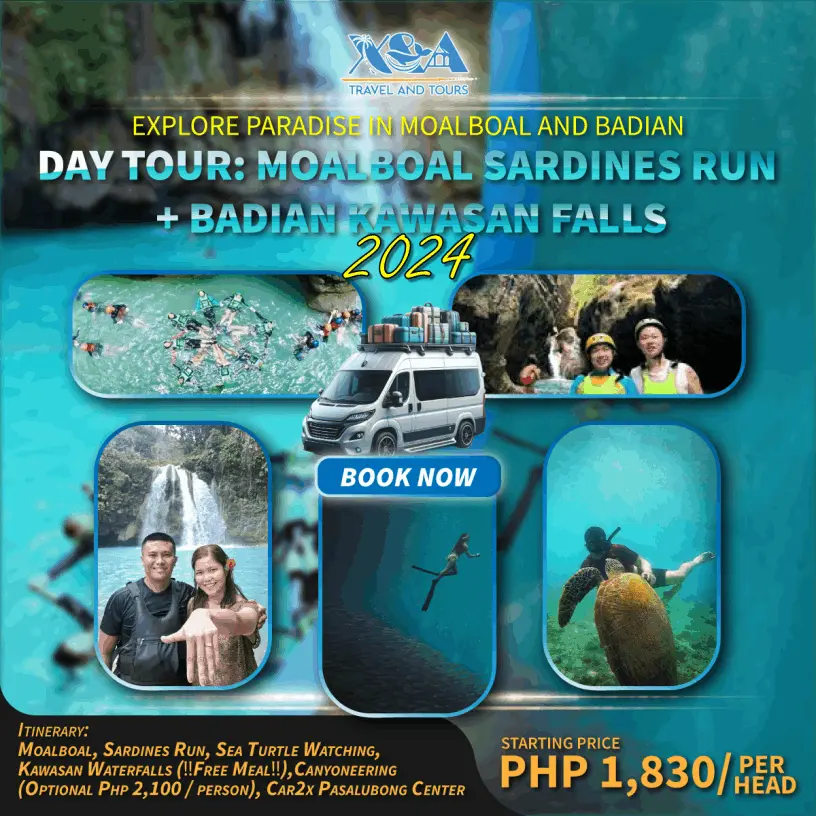 X&A
TRAVEL AND TOURS
EXPLORE PARADISE IN MOALBOAL AND BADIAN
DAY TOUR: MOALBOAL SARDINES RUN
+ BADIAN KAWASAN FALLS
2024
BOOK NOW
ITINERARY:
MOALBOAL, SARDINES RUN, SEA TURTLE WATCHING,
KAWASAN WATERFALLS (!!FREE MEAL!!),CANYONEERING
(OPTIONAL PHP 2,100 / PERSON), CAR2X PASALUBONG CENTER
STARTING PRICE
PHP 1,830/PER HEAD